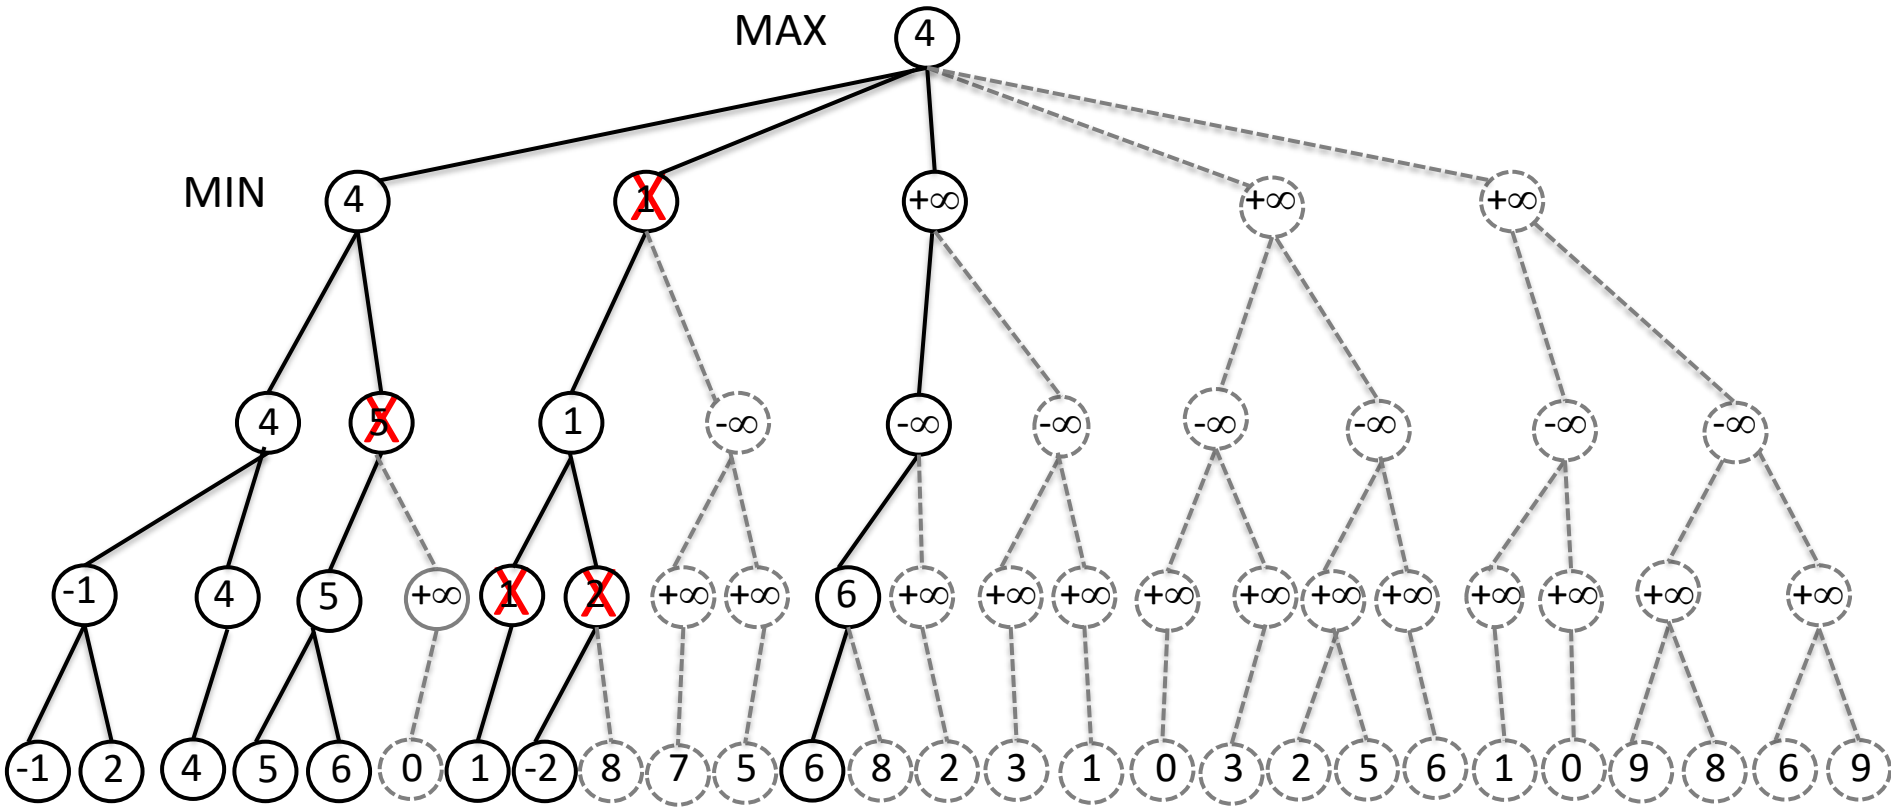 MAX 4
MIN 4 1 +∞ +∞ +∞
4 5 1 -∞ -∞ -∞ -∞ -∞ -∞ -∞
-1 4 5 +∞ 1 2 +∞ +∞ 6 +∞ +∞ +∞ +∞ +∞ +∞ +∞ +∞ +∞ +∞ +∞
-1 2 4 5 6 0 1 -2 8 7 5 6 8 2 3 1 0 3 2 5 6 1 0 9 8 6 9